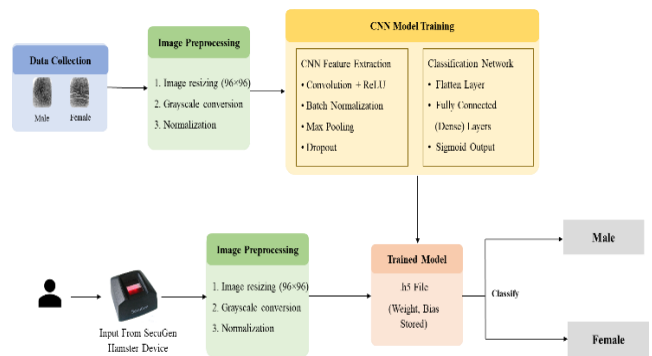 CNN Model Training
Image Preprocessing
Data Collection
Male
Female
1. Image resizing (96×96)
2. Grayscale conversion
3. Normalization
CNN Feature Extraction
• Convolution + ReLU
• Batch Normalization
• Max Pooling
• Dropout
Classification Network
• Flatten Layer
• Fully Connected
(Dense) Layers
• Sigmoid Output
Image Preprocessing
1. Image resizing (96×96)
2. Grayscale conversion
3. Normalization
Input From SecuGen
Hamster Device
Trained Model
.h5 File
(Weight, Bias
Stored)
Classify
Male
Female